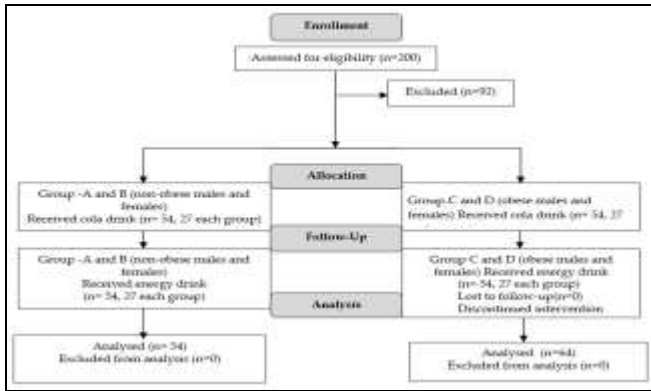 Enrollment
Assessed for eligibility (n=200)
Excluded (n=92)
Allocation
Group -A and B (non-obese males and
females)
Received cola drink (n= 54, 27 each group)
Group-C and D (obese males and
females) Received cola drink (n= 54, 27
Follow-Up
Group -A and B (non-obese males and
females)
Received energy drink
(n= 54, 27 each group)
Group C and D (obese males and
females) Received energy drink
(n= 54, 27 each group)
Lost to follow-up(n=0)
Discontinued intervention
Analysis
Analysed (n= 54)
Excluded from analysis (n=0)
Analysed (n=64)
Excluded from analysis (n=0)